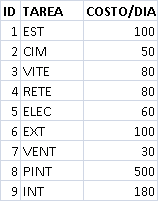 ID TAREA COSTO/DIA
1 EST 100
2 CIM 50
3 VITE 80
4 RETE 80
5 ELEC 60
6 EXT 100
7 VENT 30
8 PINT 500
9 INT 180